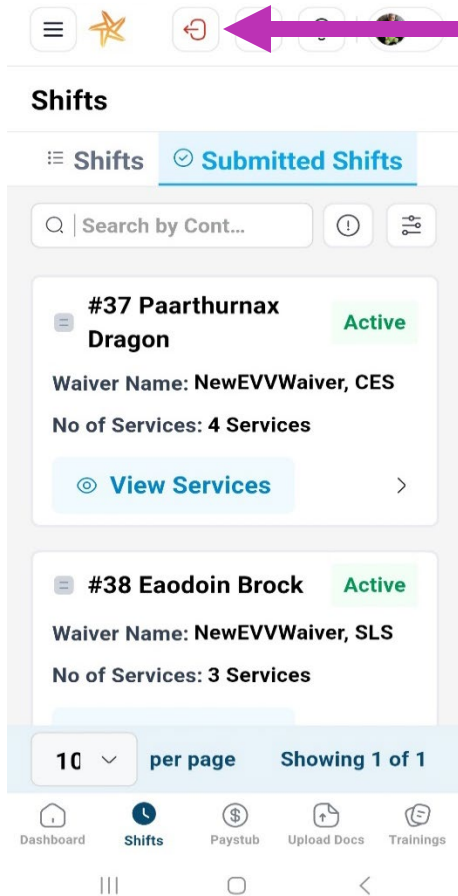 Shifts
Shifts Submitted Shifts
Search by Cont...
#37 Paarthurnax
Dragon
Active
Waiver Name: NewEVVWaiver, CES
No of Services: 4 Services
View Services
#38 Eaodoin Brock Active
Waiver Name: NewEVVWaiver, SLS
No of Services: 3 Services
10 per page Showing 1 of 1
Dashboard Shifts Paystub Upload Docs Trainings